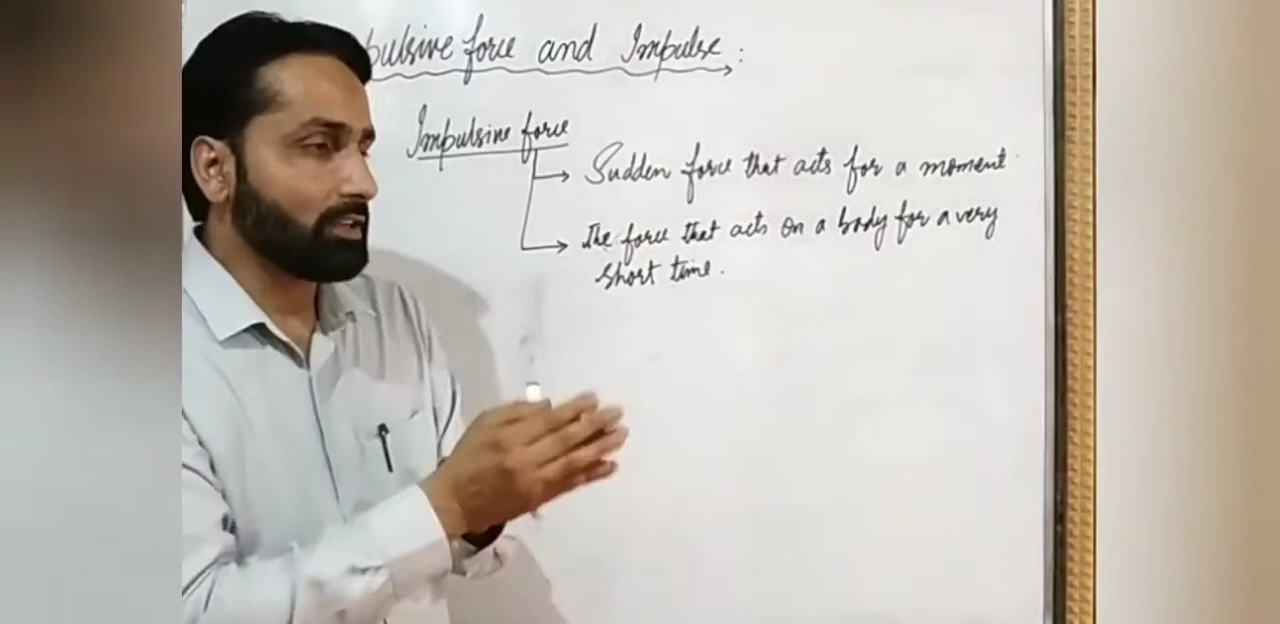 pulsive force and Impulse :
Impulsive force
Sudden force that acts for a moment
The force that acts on a body for a very
short time.